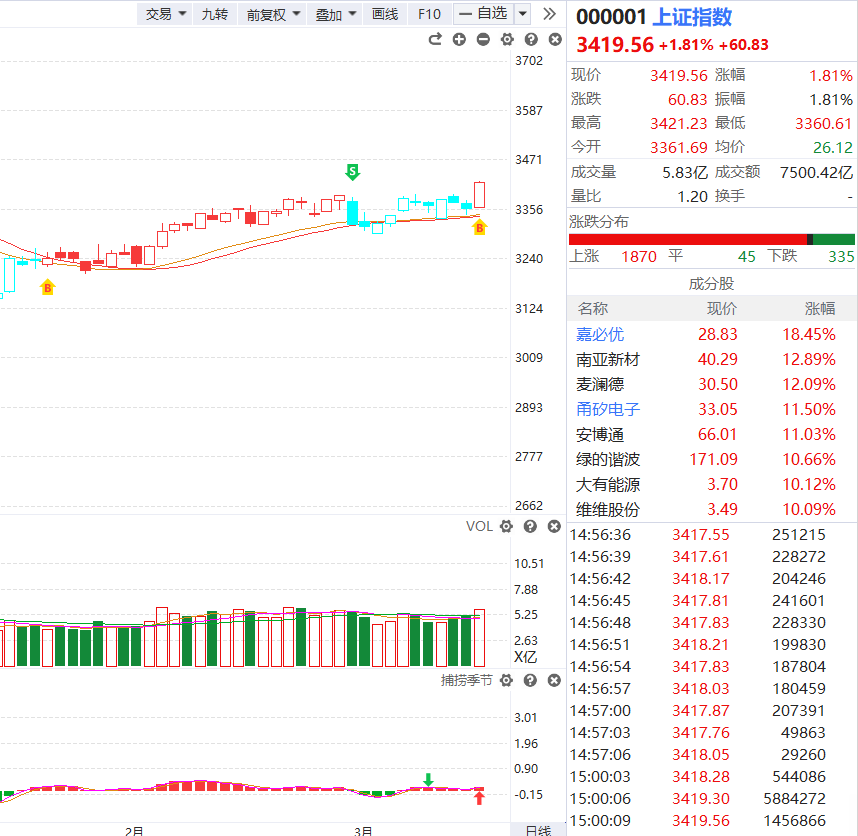 交易 九转 前复权 叠加 画线 F10 自选
000001 上证指数
3419.56 +1.81% +60.83
现价 3419.56 涨幅 1.81%
涨跌 60.83 振幅 1.81%
最高 3421.23 最低 3360.61
今开 3361.69 均价 26.12
成交量 5.83亿 成交额 7500.42亿
量比 1.20 换手 -
涨跌分布
上涨 1870 平 45 下跌 335
成分股
名称 现价 涨幅
嘉必优 28.83 18.45%
南亚新材 40.29 12.89%
麦澜德 30.50 12.09%
甬矽电子 33.05 11.50%
安博通 66.01 11.03%
绿的谐波 171.09 10.66%
大有能源 3.70 10.12%
维维股份 3.49 10.09%
14:56:36 3417.55 251215
14:56:39 3417.61 228272
14:56:42 3418.17 204246
14:56:45 3417.81 241601
14:56:48 3417.83 228330
14:56:51 3418.21 199830
14:56:54 3417.83 187804
14:56:57 3418.03 180459
14:57:00 3417.87 207391
14:57:03 3417.76 49863
14:57:06 3418.05 29260
15:00:03 3418.28 544086
15:00:06 3419.30 5884272
15:00:09 3419.56 1456866
3702
3587
3471
3356
3240
3124
3009
2893
2777
2662
S
B
B
VOL
10.51
7.88
5.25
2.63
X亿
捕捞季节
3.01
1.96
0.90
-0.15
2月 3月 日线